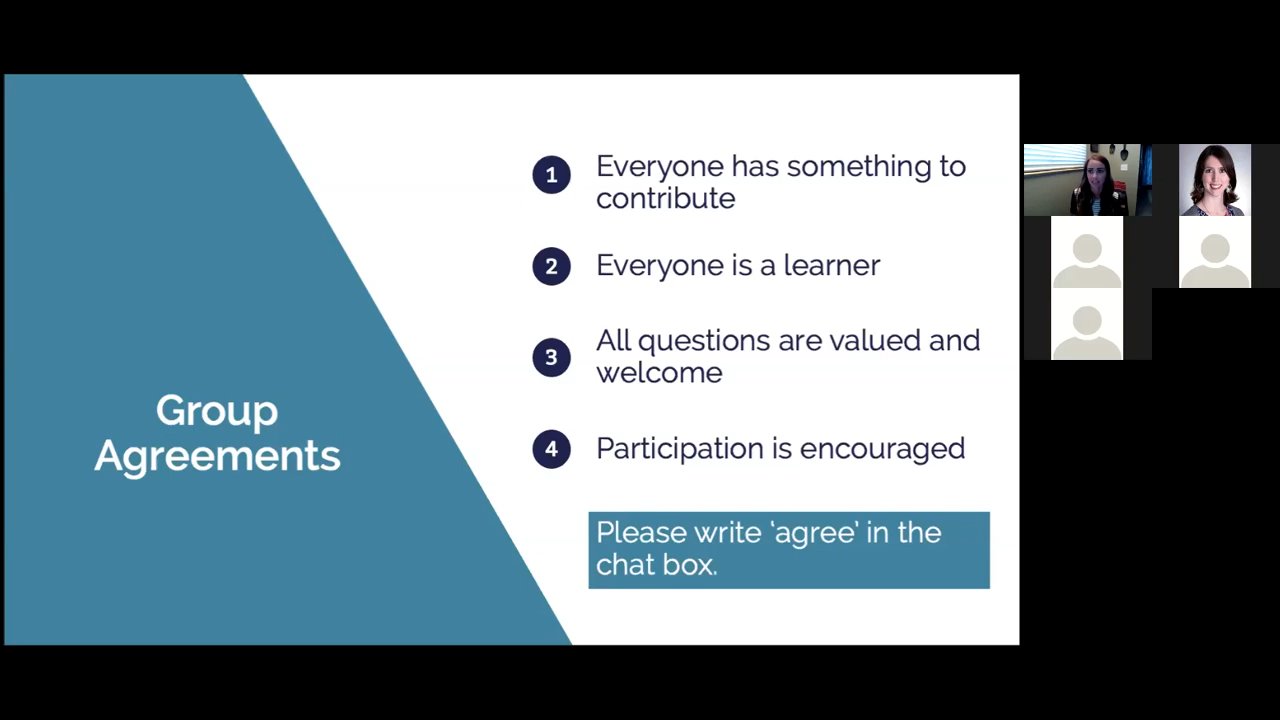 Group
Agreements
1
Everyone has something to
contribute
2
Everyone is a learner
3
All questions are valued and
welcome
4
Participation is encouraged
Please write ‘agree’ in the
chat box.